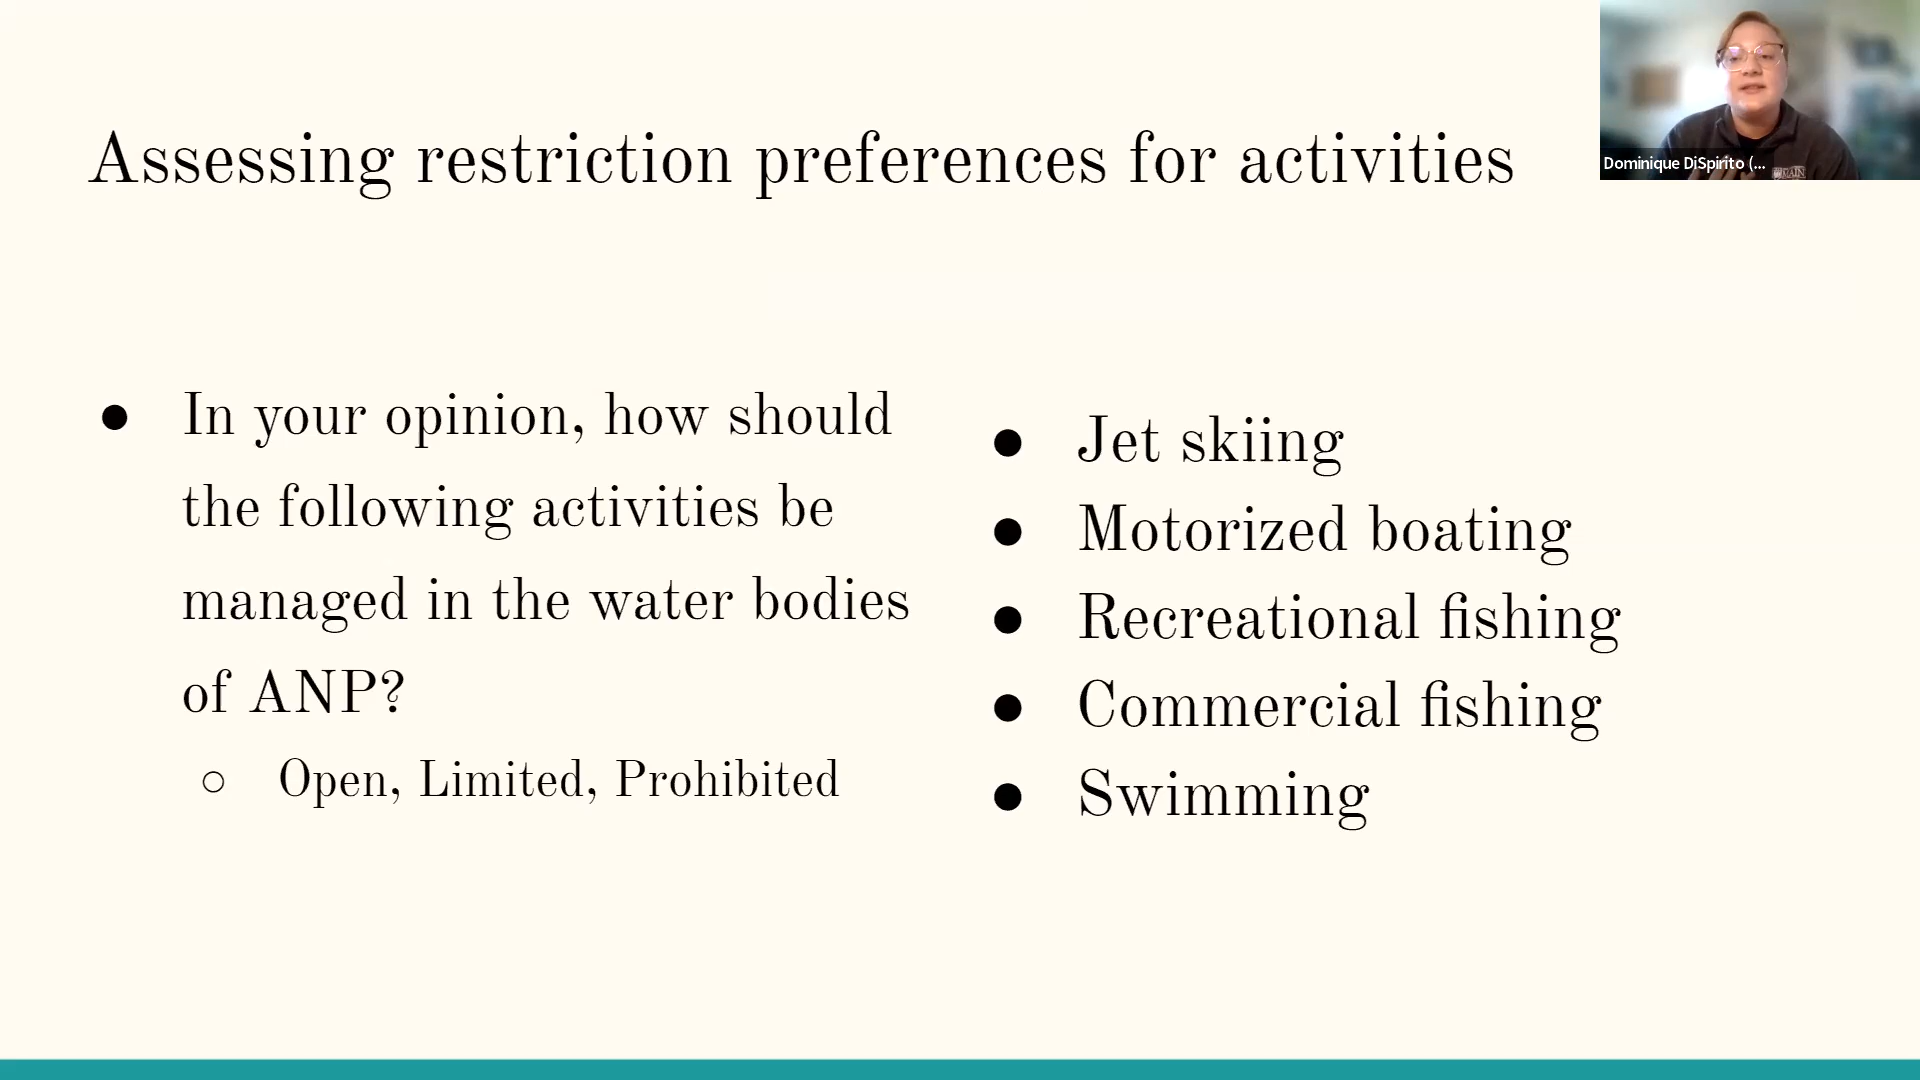 Assessing restriction preferences for activities
Dominique DiSpirito (...
● In your opinion, how should
the following activities be
managed in the water bodies
of ANP?
○ Open, Limited, Prohibited
● Jet skiing
● Motorized boating
● Recreational fishing
● Commercial fishing
● Swimming